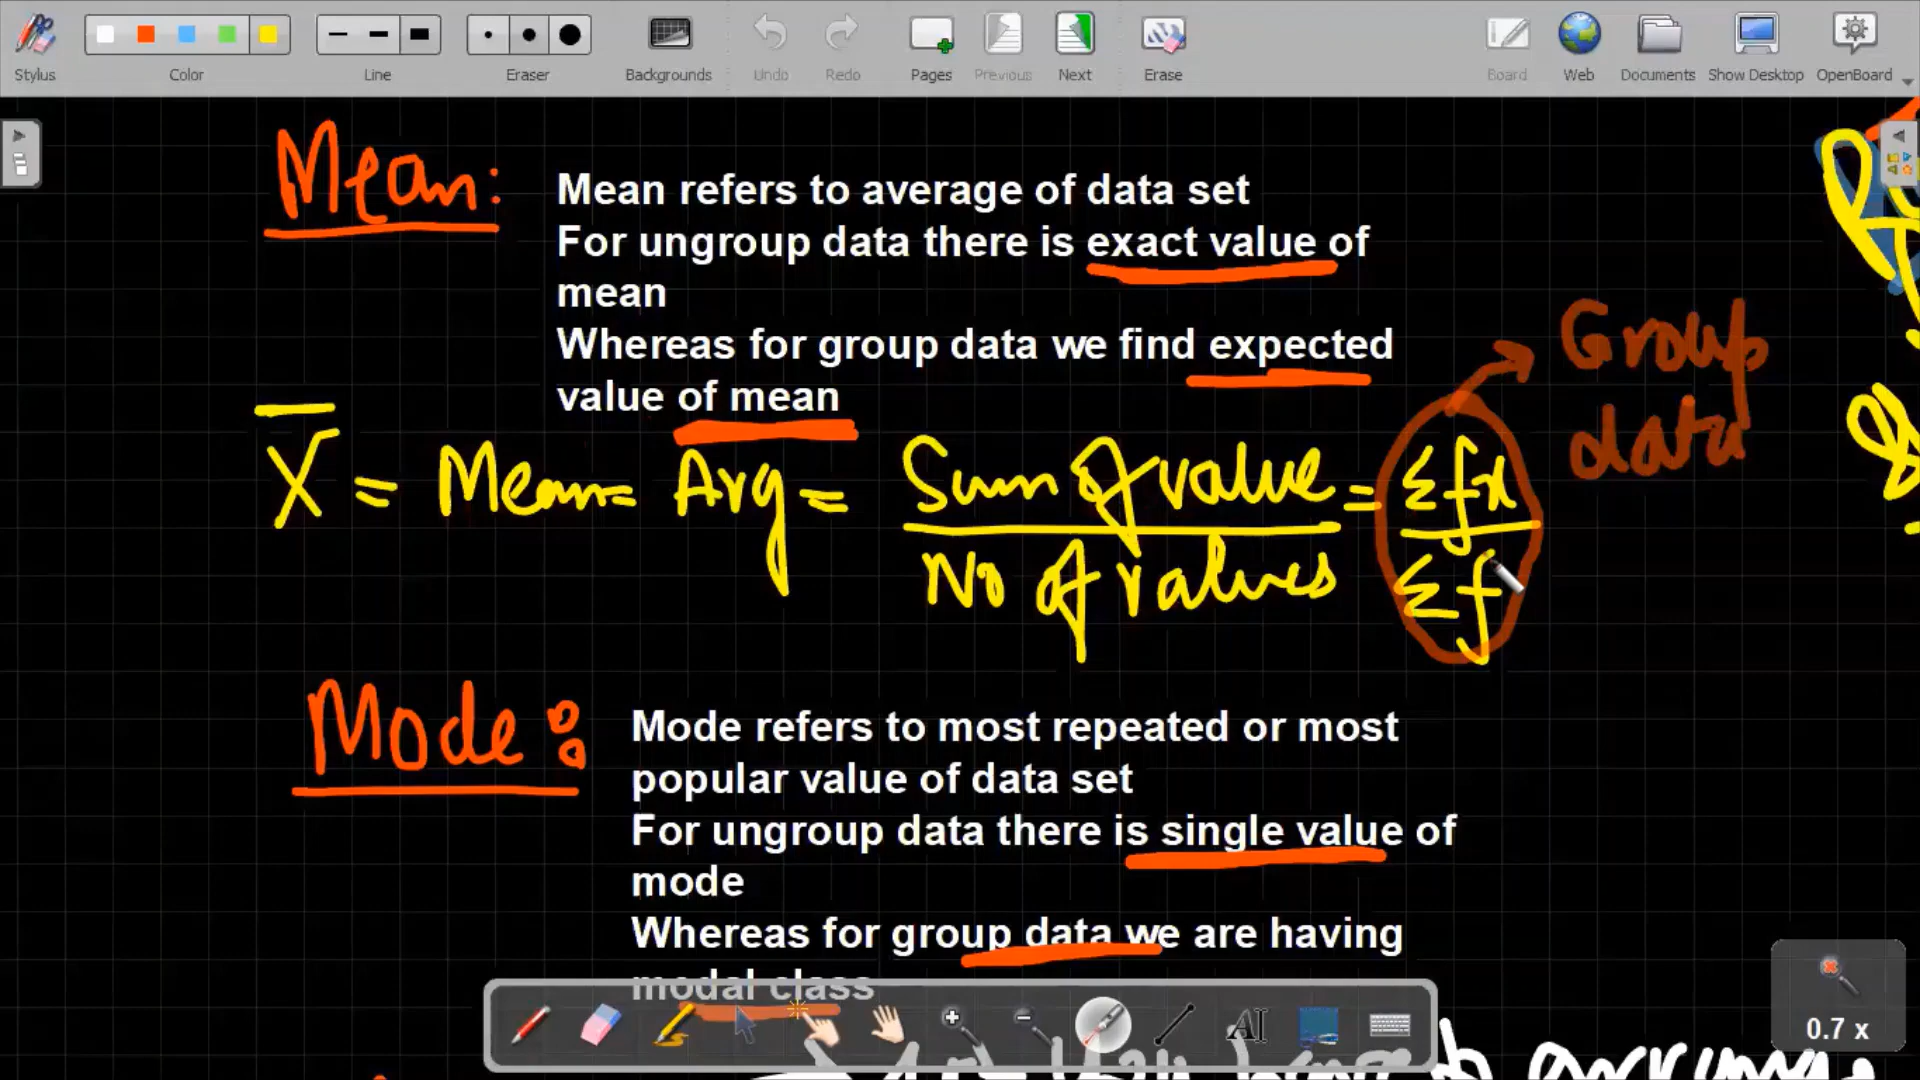 Stylus Color Line Eraser Backgrounds Undo Redo Pages Previous Next Erase Board Web Documents Show Desktop OpenBoard
Mean:
Mean refers to average of data set
For ungroup data there is exact value of
mean
Whereas for group data we find expected
value of mean
Group
data
X̄ = Mean = Avg = Sum of value / No of values = Σfx / Σf
Mode:
Mode refers to most repeated or most
popular value of data set
For ungroup data there is single value of
mode
Whereas for group data we are having
modal class
AI
0.7 x